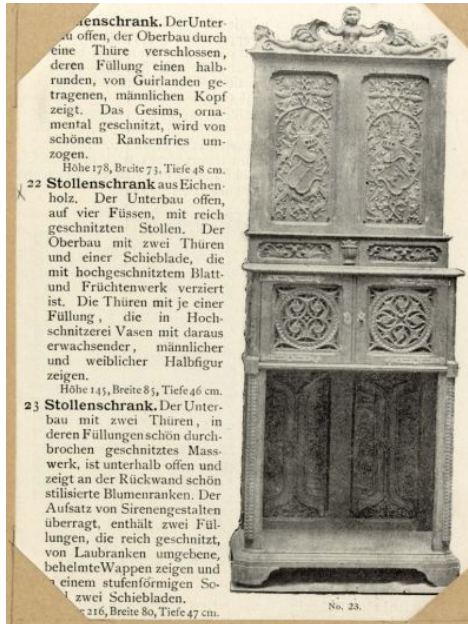 enschrank. Der Unter-
u offen, der Oberbau durch
eine Thüre verschlossen,
deren Füllung einen halb-
runden, von Guirlanden ge-
tragenen, männlichen Kopf
zeigt. Das Gesims, orna-
mental geschnitzt, wird von
schönem Rankenfries um-
zogen.
Höhe 178, Breite 73, Tiefe 48 cm.
22 Stollenschrank aus Eichen-
holz. Der Unterbau offen,
auf vier Füssen, mit reich
geschnitzten Stollen. Der
Oberbau mit zwei Thüren
und einer Schieblade, die
mit hochgeschnitztem Blatt-
und Früchtenwerk verziert
ist. Die Thüren mit je einer
Füllung, die in Hoch-
schnitzerei Vasen mit daraus
erwachsender, männlicher
und weiblicher Halbfigur
zeigen.
Höhe 145, Breite 85, Tiefe 46 cm.
23 Stollenschrank. Der Unter-
bau mit zwei Thüren, in
deren Füllungen schön durch-
brochen geschnitztes Mass-
werk, ist unterhalb offen und
zeigt an der Rückwand schön
stilisierte Blumenranken. Der
Aufsatz von Sirenengestalten
überragt, enthält zwei Fül-
lungen, die reich geschnitzt,
von Laubranken umgebene,
behelmte Wappen zeigen und
einem stufenförmigen So-
zwei Schiebladen.
216, Breite 80, Tiefe 47 cm.
No. 23.